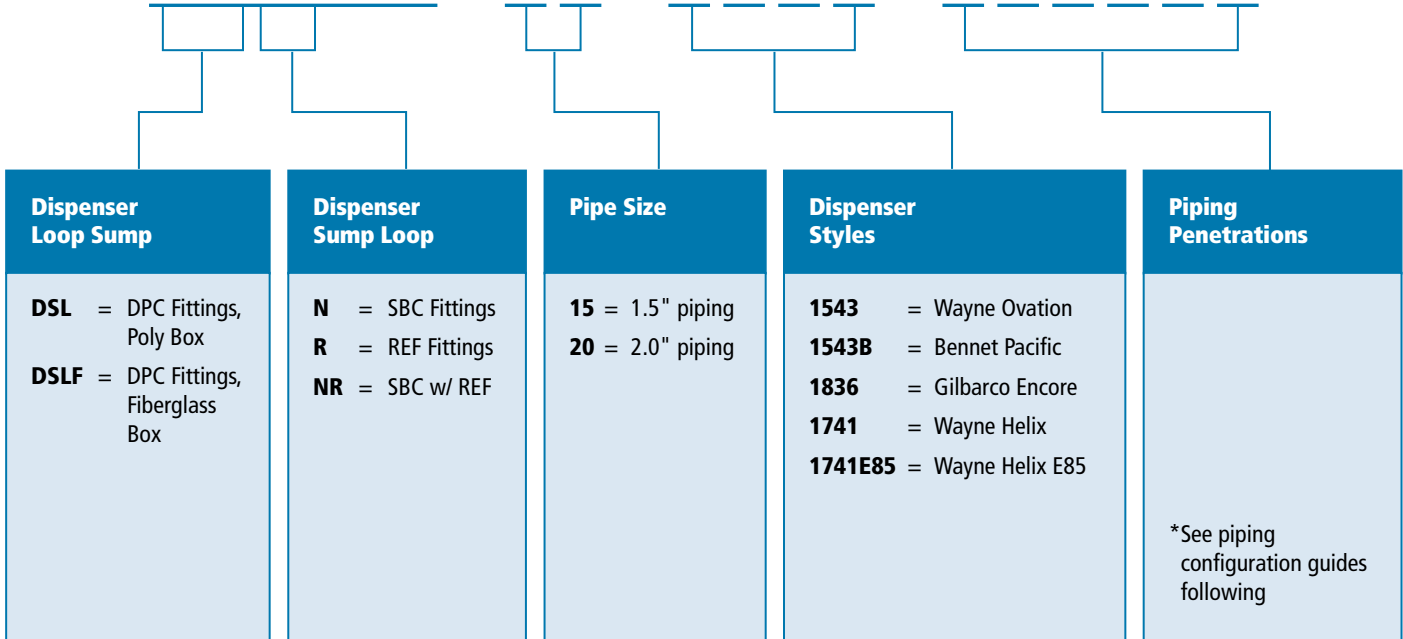 Dispenser
Loop Sump
DSL = DPC Fittings,
Poly Box
DSLF = DPC Fittings,
Fiberglass
Box
Dispenser
Sump Loop
N = SBC Fittings
R = REF Fittings
NR = SBC w/ REF
Pipe Size
15 = 1.5" piping
20 = 2.0" piping
Dispenser
Styles
1543 = Wayne Ovation
1543B = Bennet Pacific
1836 = Gilbarco Encore
1741 = Wayne Helix
1741E85 = Wayne Helix E85
Piping
Penetrations
*See piping
configuration guides
following